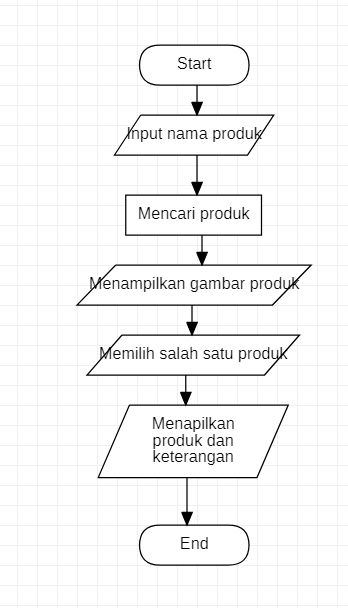 Start
Input nama produk
Mencari produk
Menampilkan gambar produk
Memilih salah satu produk
Menapilkan
produk dan
keterangan
End